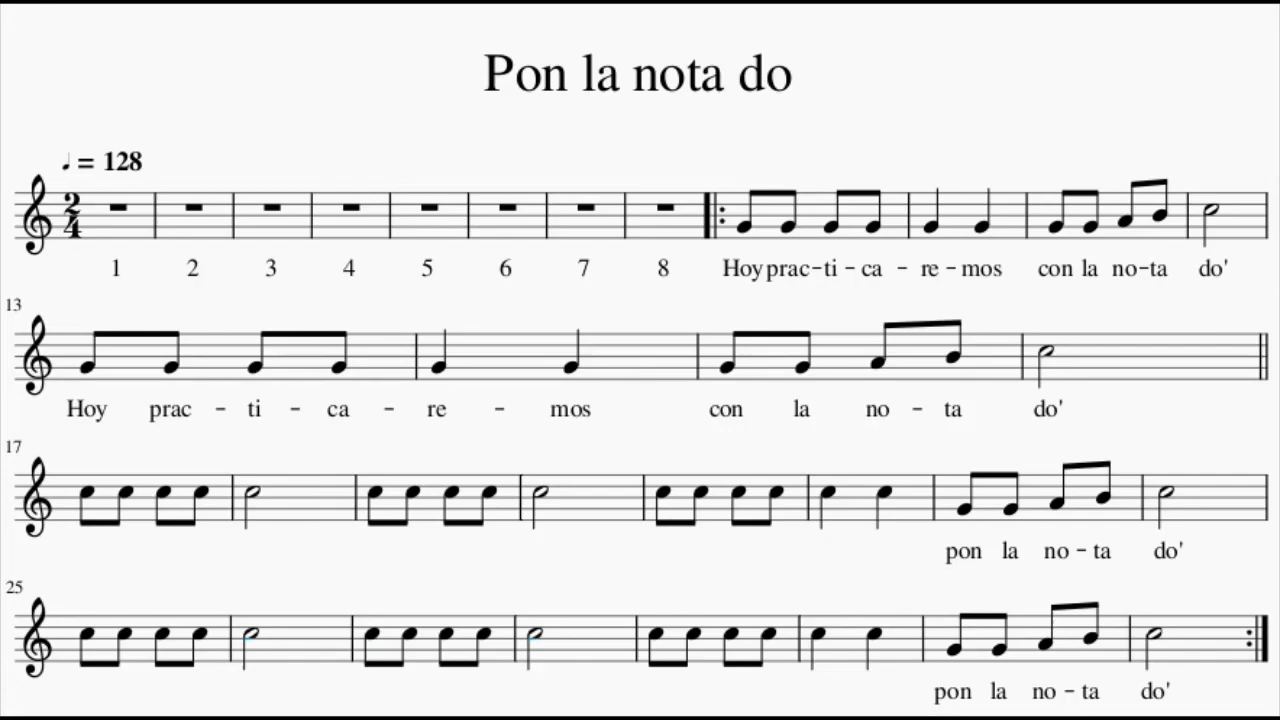 Pon la nota do
♩ = 128
2
4
1 2 3 4 5 6 7 8 Hoy prac-ti-ca-re-mos con la no-ta do'
13
Hoy prac-ti-ca-re-mos con la no-ta do'
17
pon la no-ta do'
25
pon la no-ta do'